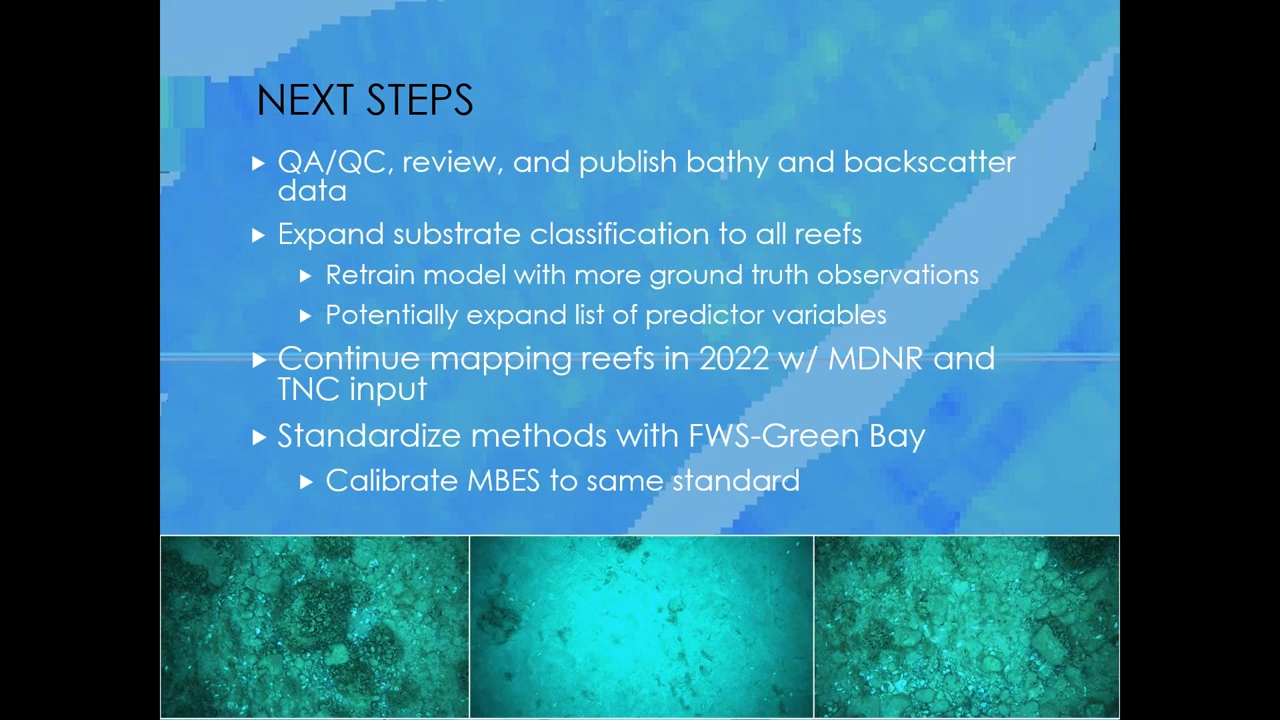 NEXT STEPS
QA/QC, review, and publish bathy and backscatter
data
Expand substrate classification to all reefs
Retrain model with more ground truth observations
Potentially expand list of predictor variables
Continue mapping reefs in 2022 w/ MDNR and
TNC input
Standardize methods with FWS-Green Bay
Calibrate MBES to same standard